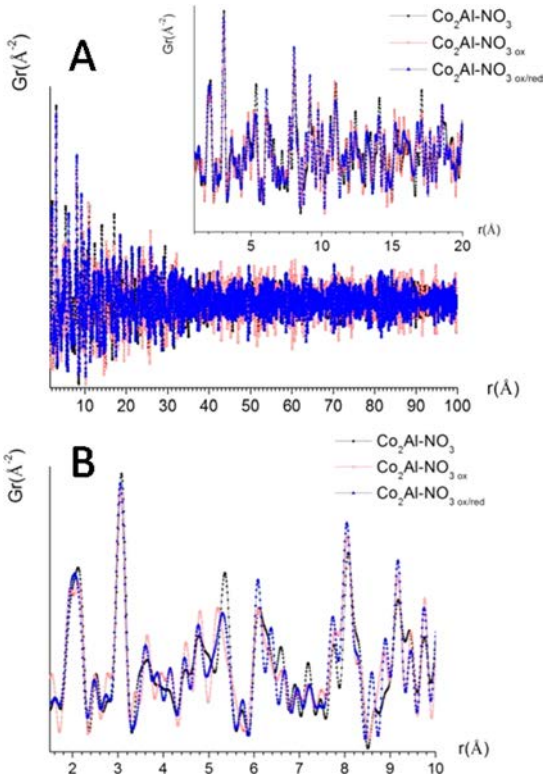 A
Gr(Å⁻²)
Gr(Å⁻²)
Co₂Al-NO₃
Co₂Al-NO₃ ox
Co₂Al-NO₃ ox/red
5 10 15 20
r(Å)
10 20 30 40 50 60 70 80 90 100
r(Å)
B
Gr(Å⁻²)
Co₂Al-NO₃
Co₂Al-NO₃ ox
Co₂Al-NO₃ ox/red
2 3 4 5 6 7 8 9 10
r(Å)